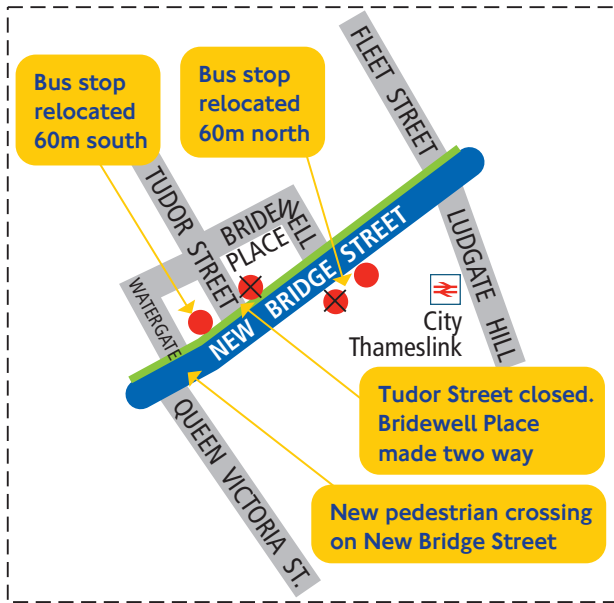 Bus stop
relocated
60m south
Bus stop
relocated
60m north
FLEET STREET
TUDOR STREET
BRIDEWELL
PLACE
WATERGATE
NEW BRIDGE STREET
LUDGATE HILL
City
Thameslink
QUEEN VICTORIA ST.
Tudor Street closed.
Bridewell Place
made two way
New pedestrian crossing
on New Bridge Street